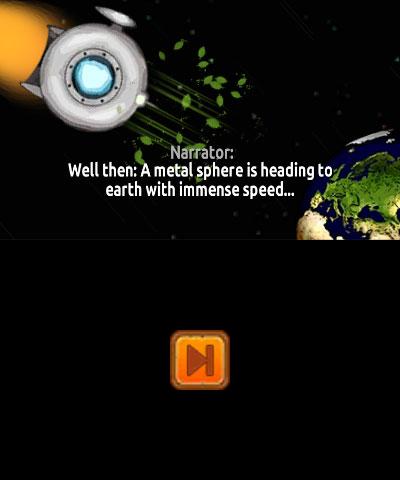 Narrator:
Well then: A metal sphere is heading to
earth with immense speed...